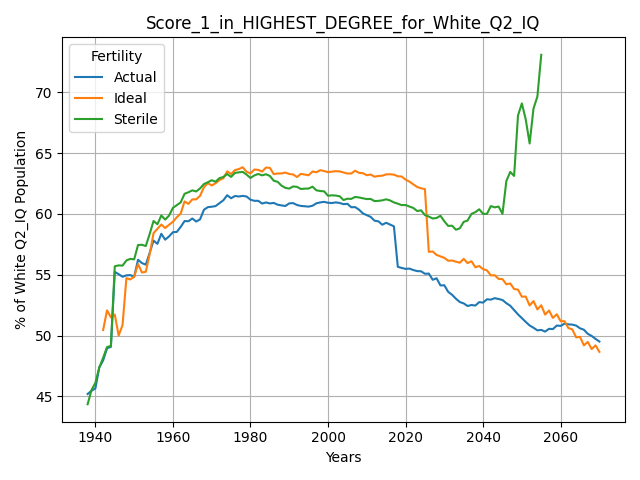 Score_1_in_HIGHEST_DEGREE_for_White_Q2_IQ
Fertility
Actual
Ideal
Sterile
% of White Q2_IQ Population
70
65
60
55
50
45
1940 1960 1980 2000 2020 2040 2060
Years